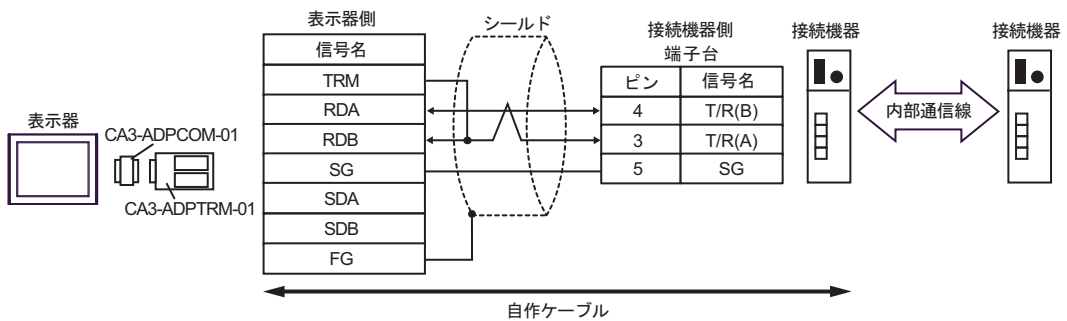 表示器
CA3-ADPCOM-01
CA3-ADPTRM-01
表示器側
信号名
TRM
RDA
RDB
SG
SDA
SDB
FG
シールド
接続機器側
端子台
ピン 信号名
4 T/R(B)
3 T/R(A)
5 SG
接続機器
内部通信線
接続機器
自作ケーブル